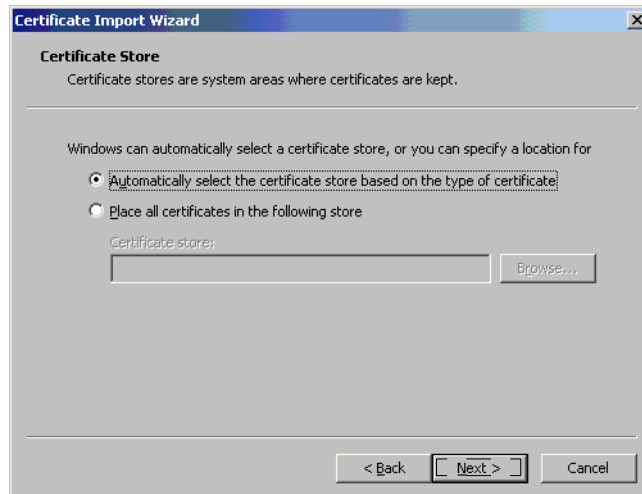 Certificate Import Wizard
Certificate Store
Certificate stores are system areas where certificates are kept.
Windows can automatically select a certificate store, or you can specify a location for
Automatically select the certificate store based on the type of certificate
Place all certificates in the following store
Certificate store:
Browse...
< Back
Next >
Cancel